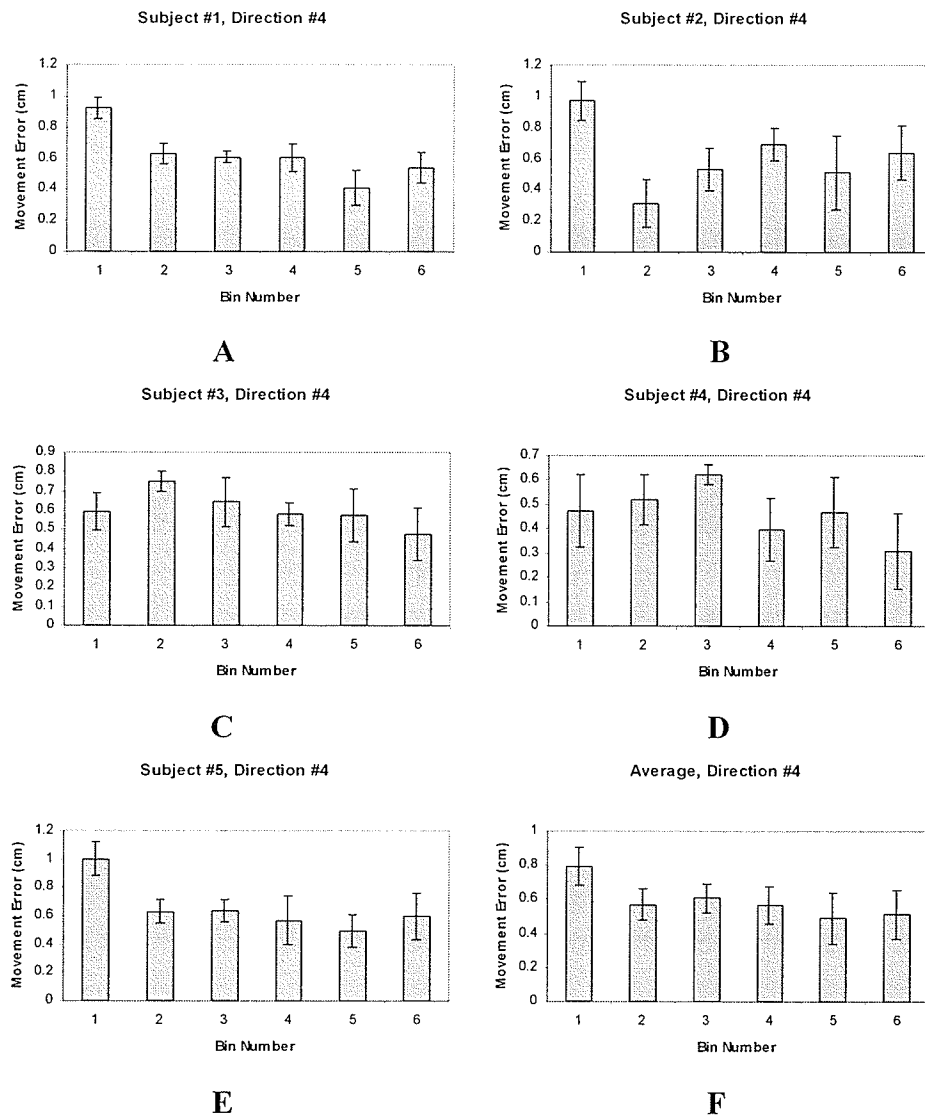 Subject #1, Direction #4
Movement Error (cm)
1.2
1
0.8
0.6
0.4
0.2
0
1 2 3 4 5 6
Bin Number
A
Subject #2, Direction #4
Movement Error (cm)
1.2
1
0.8
0.6
0.4
0.2
0
1 2 3 4 5 6
Bin Number
B
Subject #3, Direction #4
Movement Error (cm)
0.9
0.8
0.7
0.6
0.5
0.4
0.3
0.2
0.1
0
1 2 3 4 5 6
Bin Number
C
Subject #4, Direction #4
Movement Error (cm)
0.7
0.6
0.5
0.4
0.3
0.2
0.1
0
1 2 3 4 5 6
Bin Number
D
Subject #5, Direction #4
Movement Error (cm)
1.2
1
0.8
0.6
0.4
0.2
0
1 2 3 4 5 6
Bin Number
E
Average, Direction #4
Movement Error (cm)
1
0.8
0.6
0.4
0.2
0
1 2 3 4 5 6
Bin Number
F